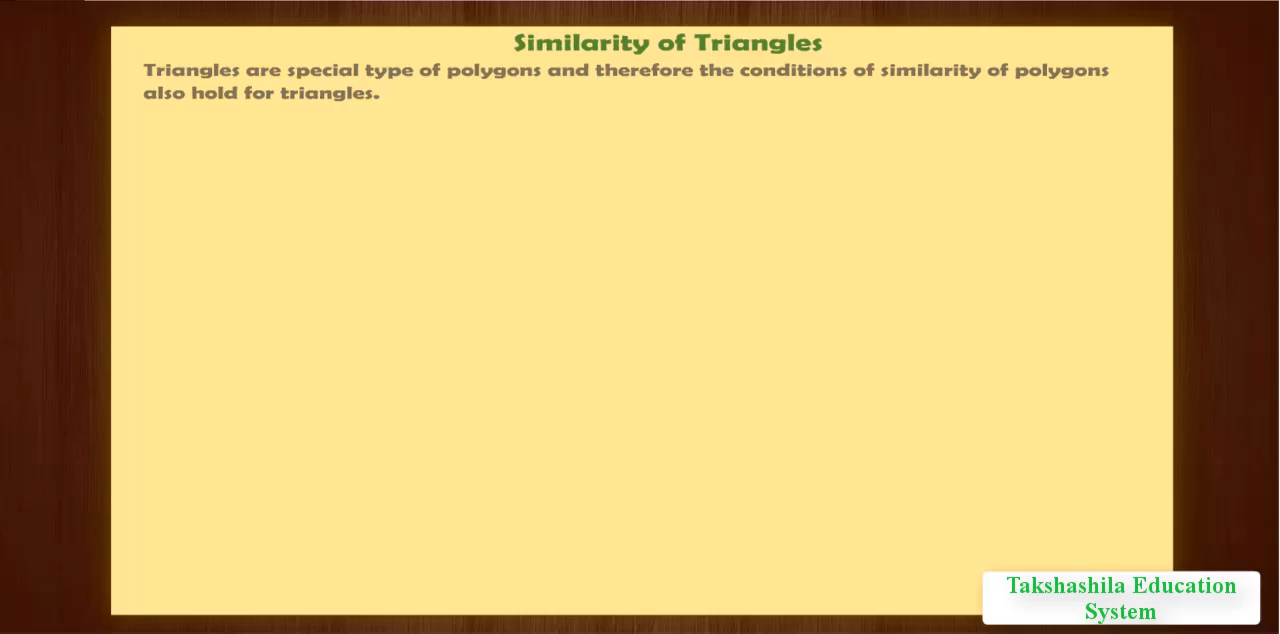 Similarity of Triangles
Triangles are special type of polygons and therefore the conditions of similarity of polygons
also hold for triangles.
Takshashila Education
System